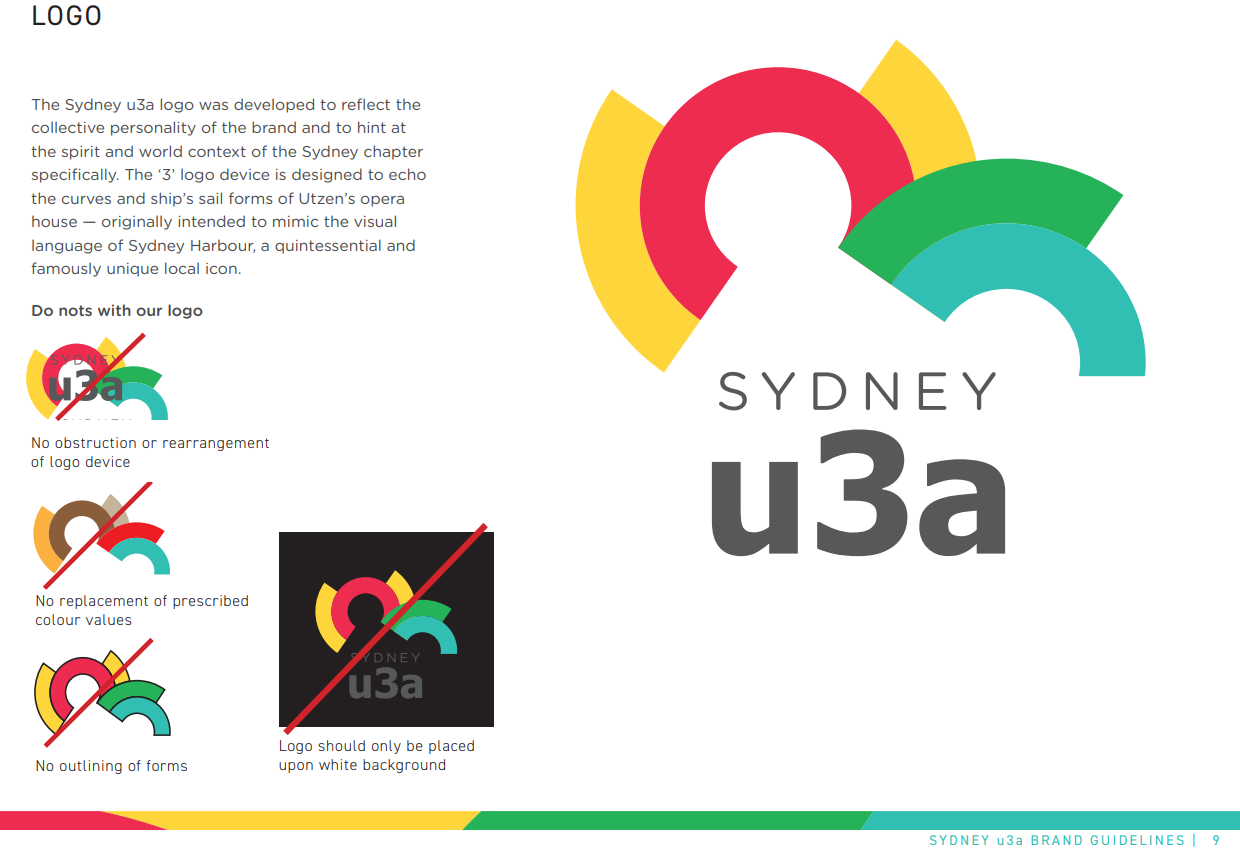 LOGO
The Sydney u3a logo was developed to reflect the
collective personality of the brand and to hint at
the spirit and world context of the Sydney chapter
specifically. The ‘3’ logo device is designed to echo
the curves and ship’s sail forms of Utzen’s opera
house — originally intended to mimic the visual
language of Sydney Harbour, a quintessential and
famously unique local icon.
Do nots with our logo
SYDNEY
u3a
No obstruction or rearrangement
of logo device
No replacement of prescribed
colour values
No outlining of forms
SYDNEY
u3a
Logo should only be placed
upon white background
SYDNEY
u3a
SYDNEY u3a BRAND GUIDELINES | 9